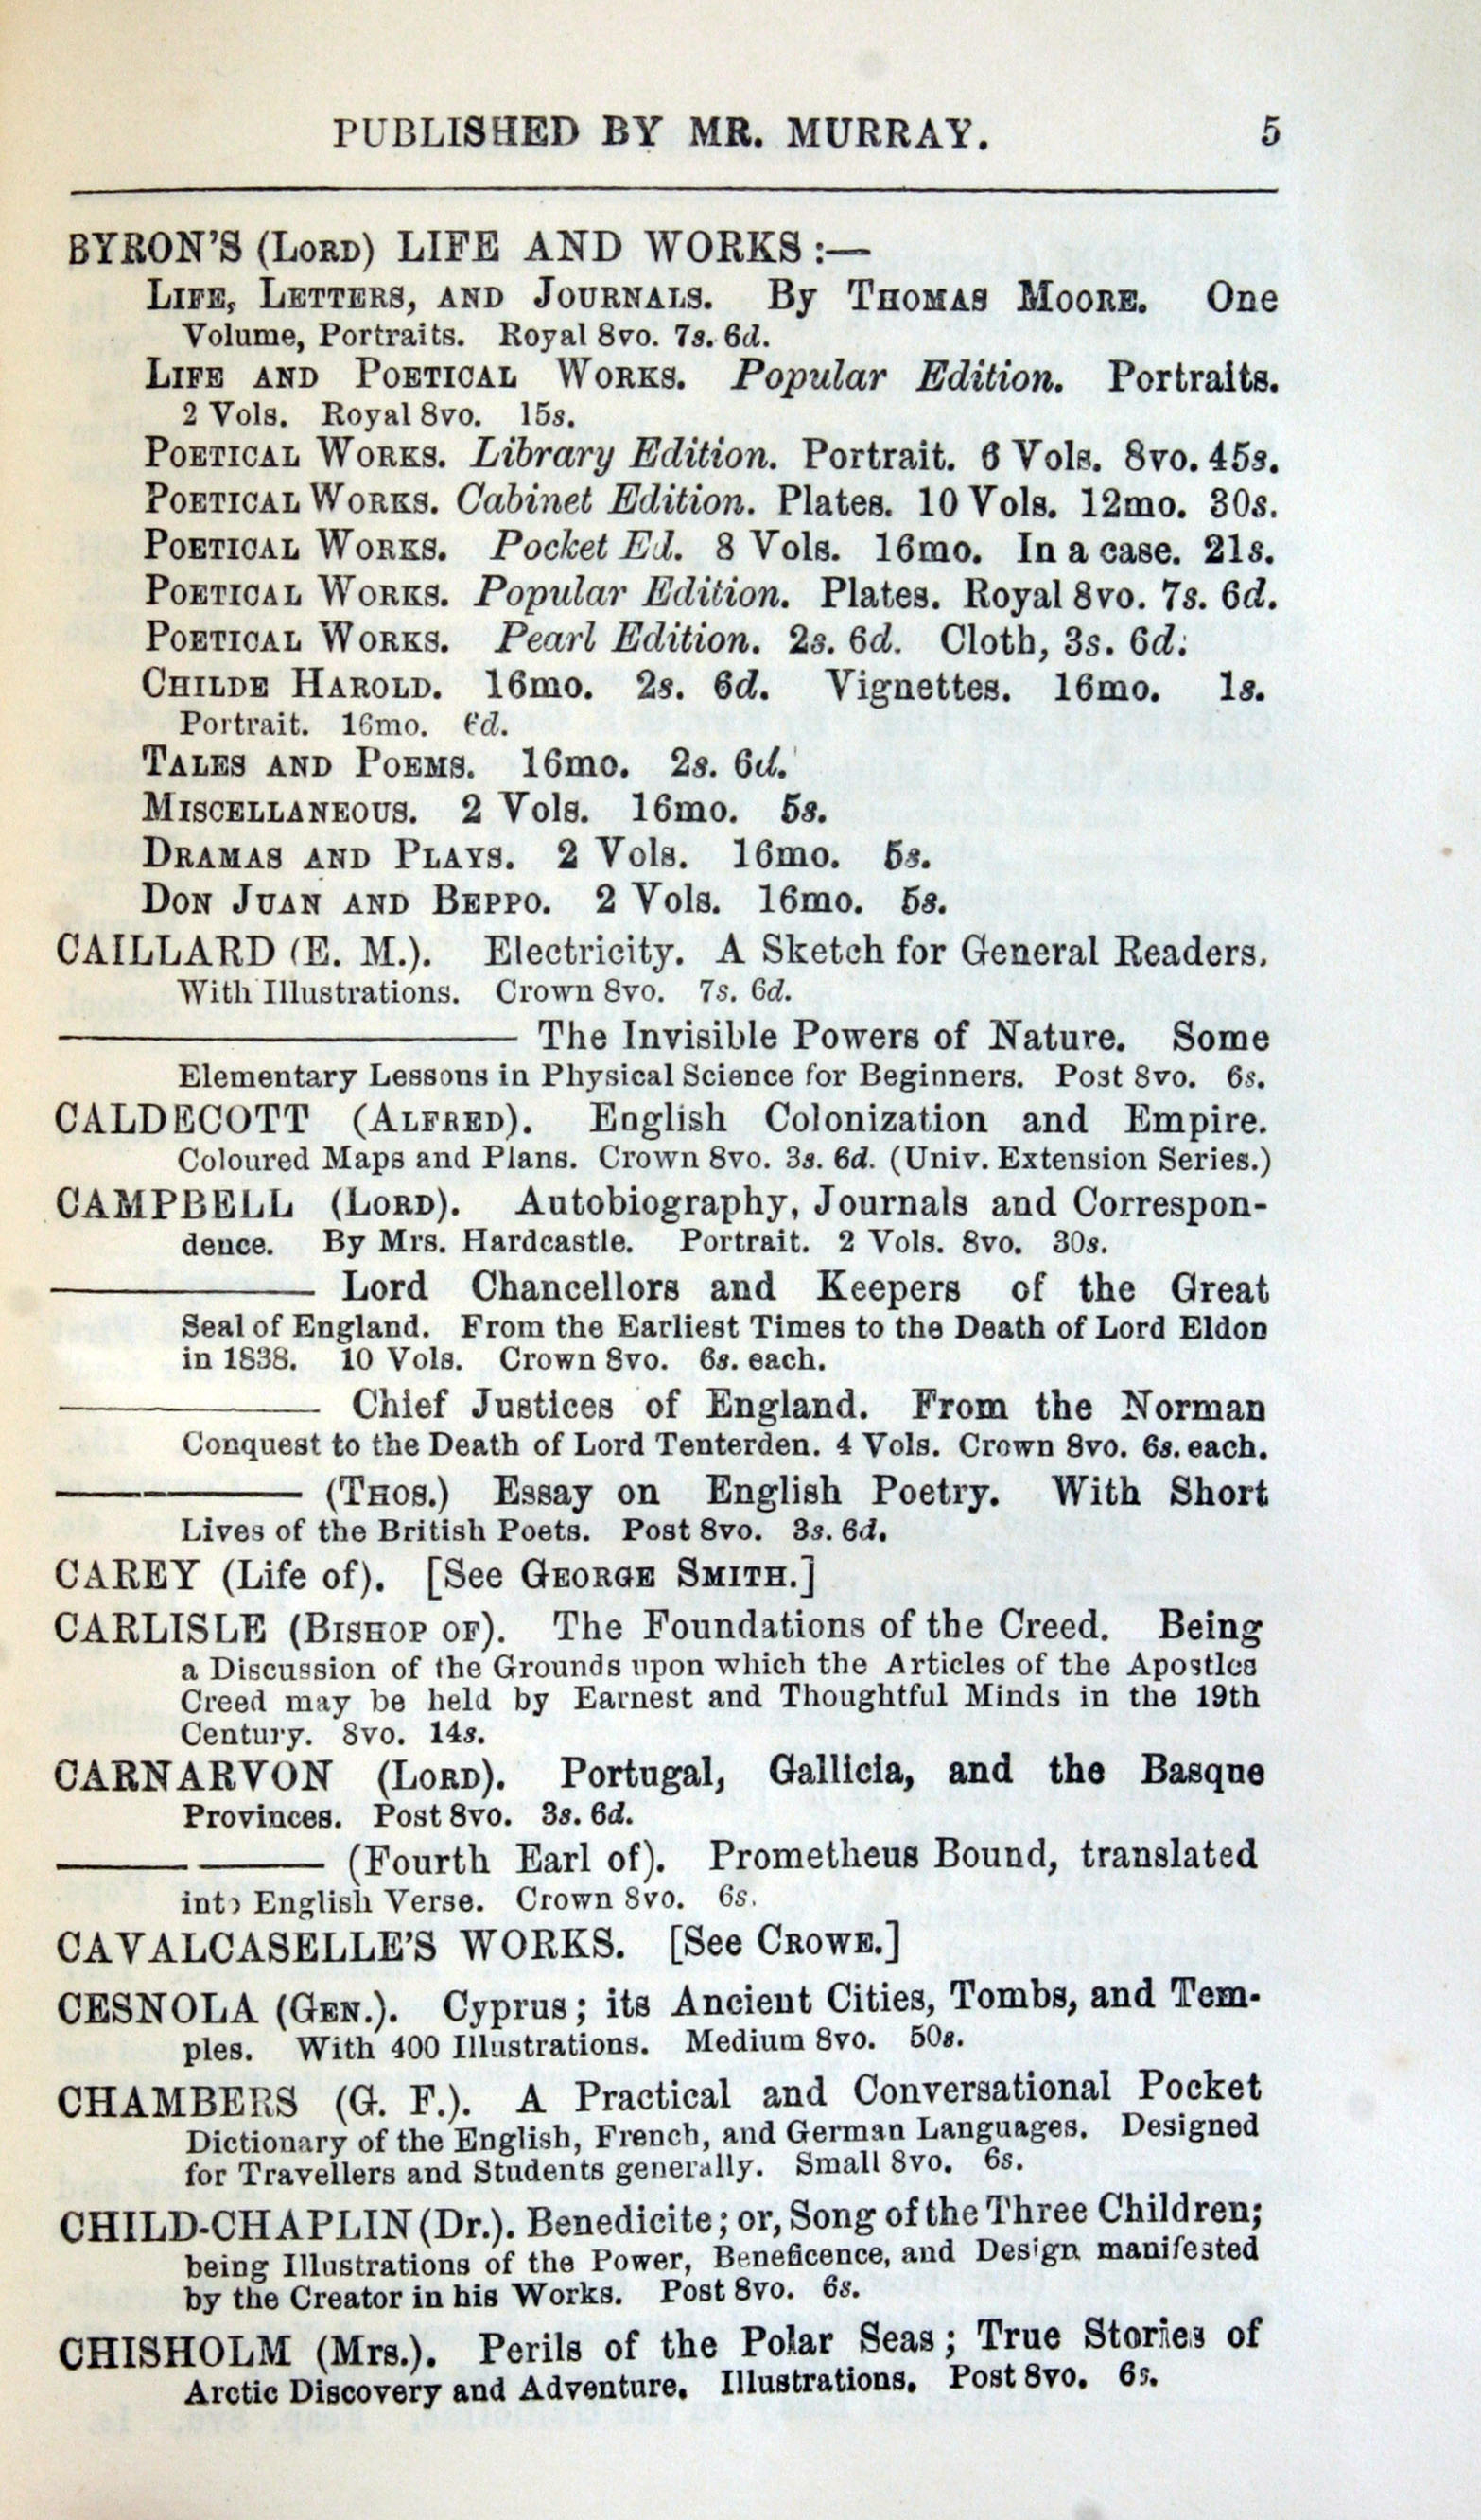 PUBLISHED BY MR. MURRAY. 5
BYRON'S (LORD) LIFE AND WORKS:—
LIFE, LETTERS, AND JOURNALS. By THOMAS MOORE. One
Volume, Portraits. Royal 8vo. 7s. 6d.
LIFE AND POETICAL WORKS. Popular Edition. Portraits.
2 Vols. Royal 8vo. 15s.
POETICAL WORKS. Library Edition. Portrait. 6 Vols. 8vo. 45s.
POETICAL WORKS. Cabinet Edition. Plates. 10 Vols. 12mo. 30s.
POETICAL WORKS. Pocket Ed. 8 Vols. 16mo. In a case. 21s.
POETICAL WORKS. Popular Edition. Plates. Royal 8vo. 7s. 6d.
POETICAL WORKS. Pearl Edition. 2s. 6d. Cloth, 3s. 6d.
CHILDE HAROLD. 16mo. 2s. 6d. Vignettes. 16mo. 1s.
Portrait. 16mo. 6d.
TALES AND POEMS. 16mo. 2s. 6d.
MISCELLANEOUS. 2 Vols. 16mo. 5s.
DRAMAS AND PLAYS. 2 Vols. 16mo. 5s.
DON JUAN AND BEPPO. 2 Vols. 16mo. 5s.
CAILLARD (E. M.). Electricity. A Sketch for General Readers.
With Illustrations. Crown 8vo. 7s. 6d.
——— The Invisible Powers of Nature. Some
Elementary Lessons in Physical Science for Beginners. Post 8vo. 6s.
CALDECOTT (ALFRED). English Colonization and Empire.
Coloured Maps and Plans. Crown 8vo. 3s. 6d. (Univ. Extension Series.)
CAMPBELL (LORD). Autobiography, Journals and Correspon-
dence. By Mrs. Hardcastle. Portrait. 2 Vols. 8vo. 30s.
——— Lord Chancellors and Keepers of the Great
Seal of England. From the Earliest Times to the Death of Lord Eldon
in 1838. 10 Vols. Crown 8vo. 6s. each.
——— Chief Justices of England. From the Norman
Conquest to the Death of Lord Tenterden. 4 Vols. Crown 8vo. 6s. each.
——— (THOS.) Essay on English Poetry. With Short
Lives of the British Poets. Post 8vo. 3s. 6d.
CAREY (Life of). [See GEORGE SMITH.]
CARLISLE (BISHOP OF). The Foundations of the Creed. Being
a Discussion of the Grounds upon which the Articles of the Apostles
Creed may be held by Earnest and Thoughtful Minds in the 19th
Century. 8vo. 14s.
CARNARVON (LORD). Portugal, Gallicia, and the Basque
Provinces. Post 8vo. 3s. 6d.
——— (Fourth Earl of). Prometheus Bound, translated
into English Verse. Crown 8vo. 6s.
CAVALCASELLE'S WORKS. [See CROWE.]
CESNOLA (GEN.). Cyprus; its Ancient Cities, Tombs, and Tem-
ples. With 400 Illustrations. Medium 8vo. 50s.
CHAMBERS (G. F.). A Practical and Conversational Pocket
Dictionary of the English, French, and German Languages. Designed
for Travellers and Students generally. Small 8vo. 6s.
CHILD-CHAPLIN (Dr.). Benedicite; or, Song of the Three Children;
being Illustrations of the Power, Beneficence, and Design manifested
by the Creator in his Works. Post 8vo. 6s.
CHISHOLM (Mrs.). Perils of the Polar Seas; True Stories of
Arctic Discovery and Adventure. Illustrations. Post 8vo. 6s.